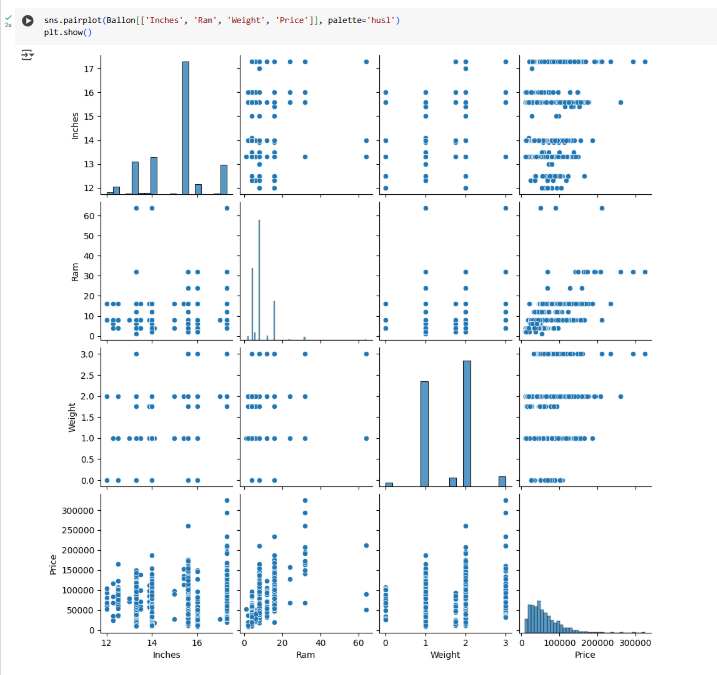 sns.pairplot(Ballon[['Inches', 'Ram', 'Weight', 'Price']], palette='husl')
plt.show()
2s
17
16
15
14
13
12
Inches
60
50
40
30
20
10
0
Ram
3.0
2.5
2.0
1.5
1.0
0.5
0.0
Weight
300000
250000
200000
150000
100000
50000
0
Price
12 14 16
0 20 40 60
0 1 2 3
0 100000 200000 300000
Inches Ram Weight Price